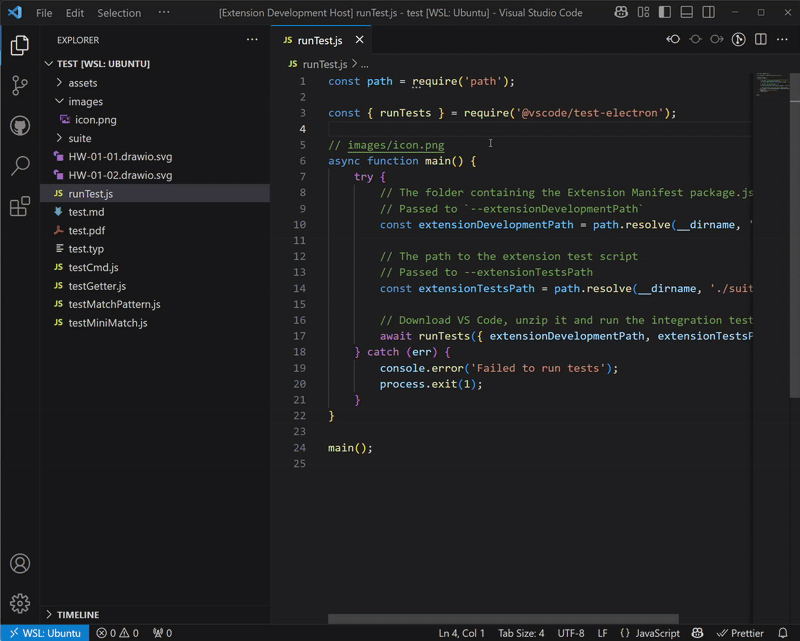 File Edit Selection ··· [Extension Development Host] runTest.js - test [WSL: Ubuntu] - Visual Studio Code
EXPLORER ···
TEST [WSL: UBUNTU]
assets
images
icon.png
suite
HW-01-01.drawio.svg
HW-01-02.drawio.svg
JS runTest.js
test.md
test.pdf
test.typ
JS testCmd.js
JS testGetter.js
JS testMatchPattern.js
JS testMiniMatch.js
TIMELINE
JS runTest.js
JS runTest.js > ...
1 const path = require('path');
2
3 const { runTests } = require('@vscode/test-electron');
4
5 // images/icon.png
6 async function main() {
7 try {
8 // The folder containing the Extension Manifest package.js
9 // Passed to `--extensionDevelopmentPath`
10 const extensionDevelopmentPath = path.resolve(__dirname, '
11
12 // The path to the extension test script
13 // Passed to --extensionTestsPath
14 const extensionTestsPath = path.resolve(__dirname, './suit
15
16 // Download VS Code, unzip it and run the integration test
17 await runTests({ extensionDevelopmentPath, extensionTestsP
18 } catch (err) {
19 console.error('Failed to run tests');
20 process.exit(1);
21 }
22 }
23
24 main();
25
WSL: Ubuntu 0 0 0 Ln 4, Col 1 Tab Size: 4 UTF-8 LF {} JavaScript Prettier